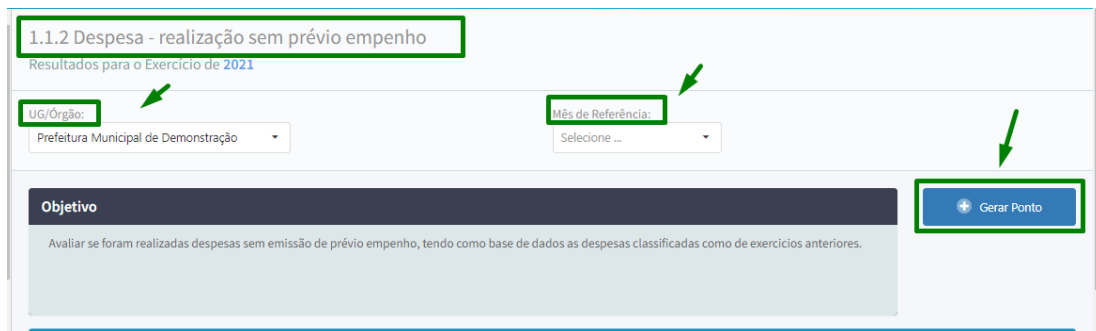 1.1.2 Despesa - realização sem prévio empenho
Resultados para o Exercício de 2021
UG/Órgão:
Mês de Referência:
Prefeitura Municipal de Demonstração
Selecione ...
Objetivo
Gerar Ponto
Avaliar se foram realizadas despesas sem emissão de prévio empenho, tendo como base de dados as despesas classificadas como de exercicios anteriores.